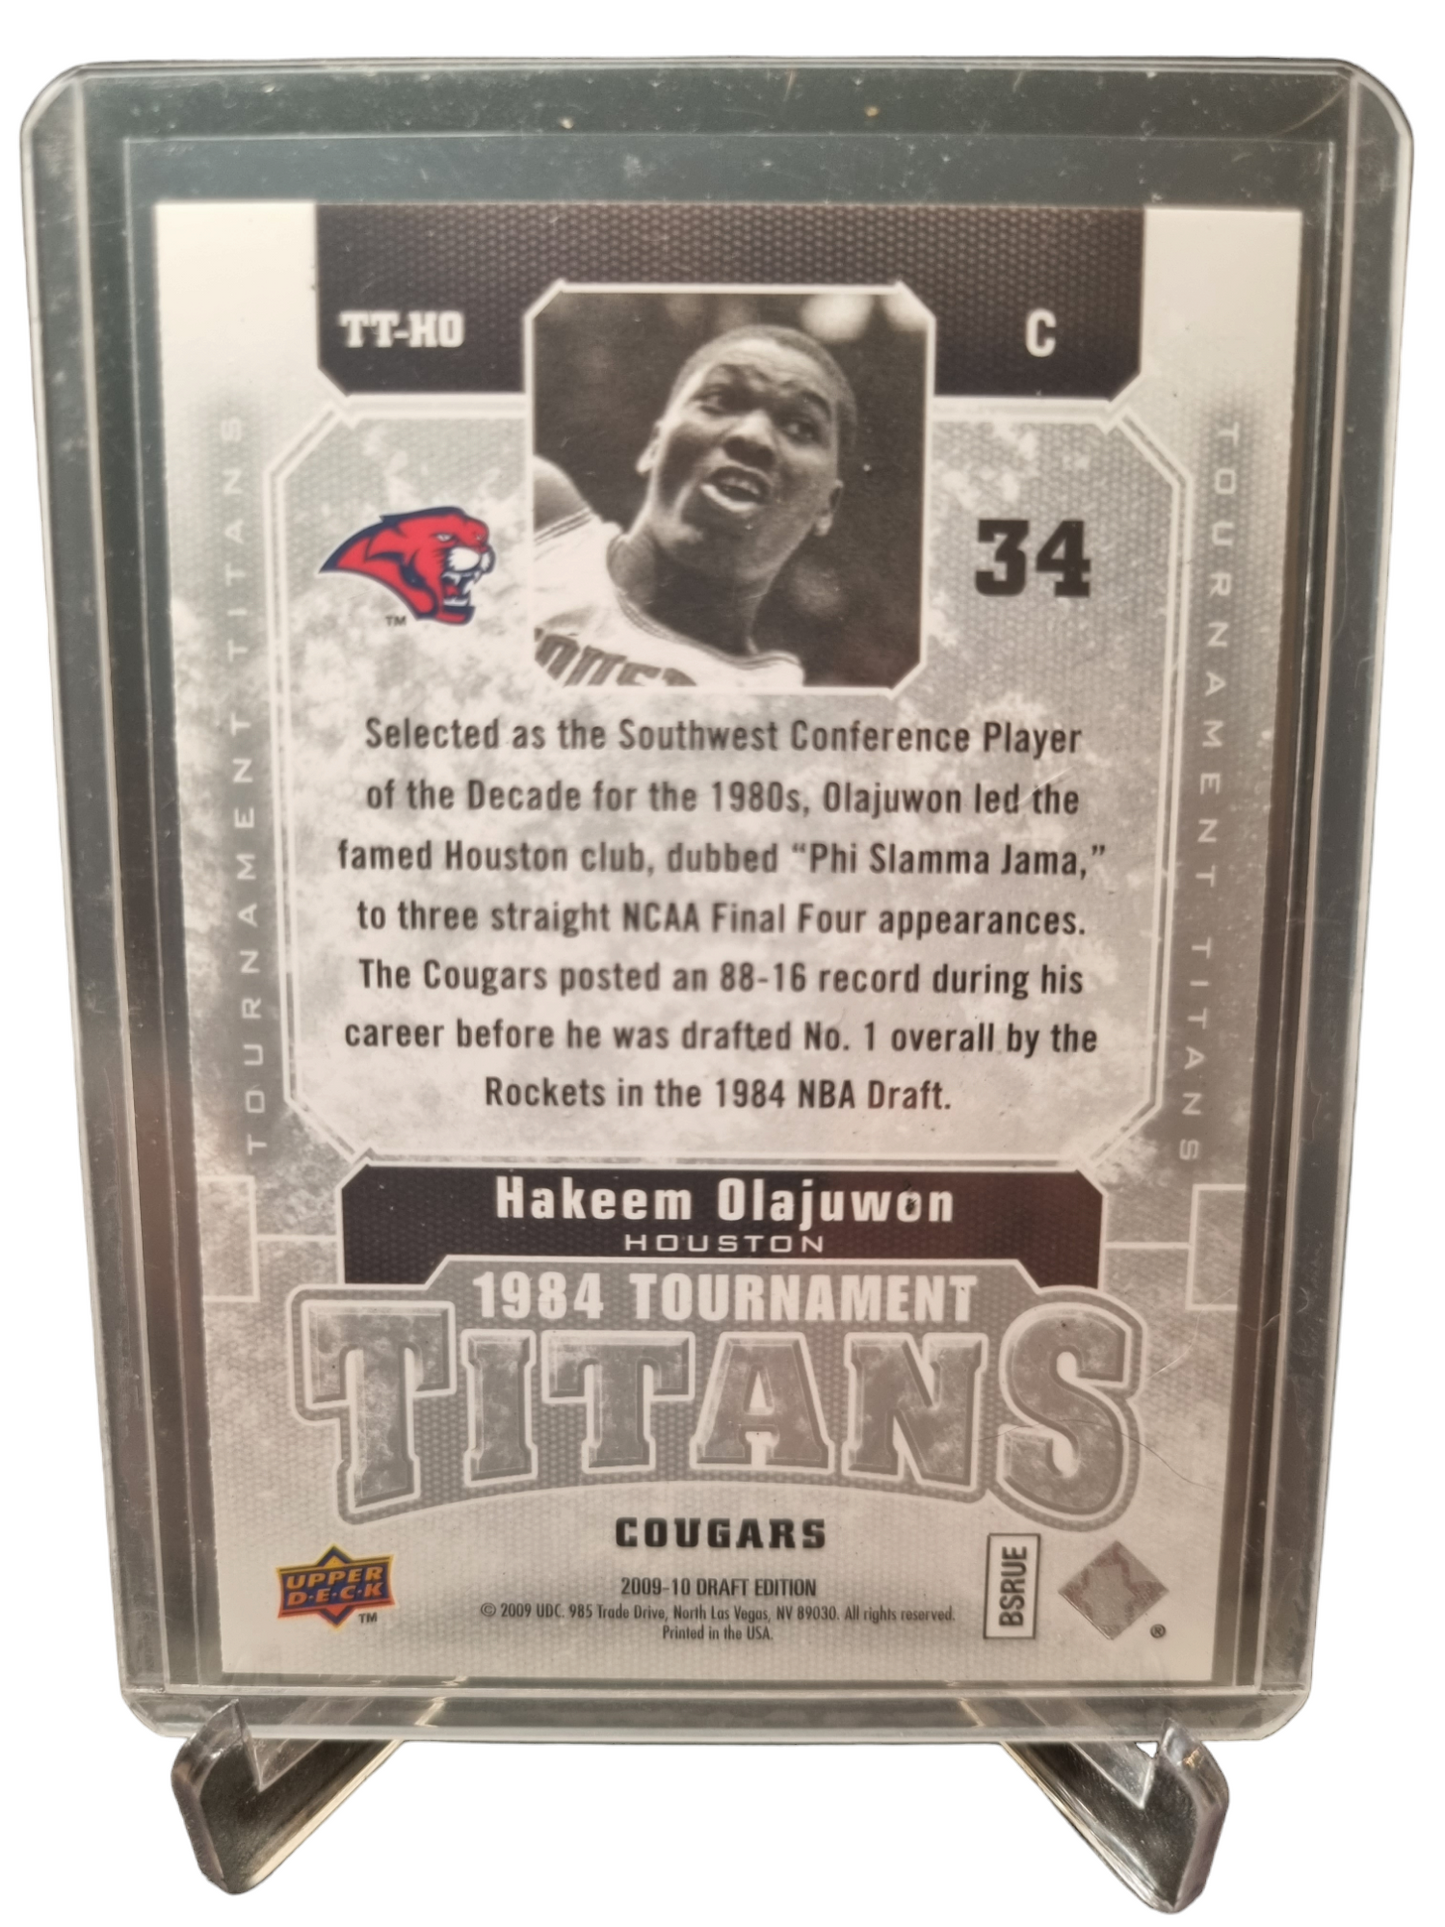 TT-HO
C
TOURNAMENT TITANS
TOURNAMENT TITANS
TM
34
Selected as the Southwest Conference Player
of the Decade for the 1980s, Olajuwon led the
famed Houston club, dubbed “Phi Slamma Jama,”
to three straight NCAA Final Four appearances.
The Cougars posted an 88-16 record during his
career before he was drafted No. 1 overall by the
Rockets in the 1984 NBA Draft.
Hakeem Olajuwon
HOUSTON
1984 TOURNAMENT
TITANS
COUGARS
UPPER
D·E·C·K
TM
2009-10 DRAFT EDITION
© 2009 UDC. 985 Trade Drive, North Las Vegas, NV 89030. All rights reserved.
Printed in the USA.
BSRUE
®